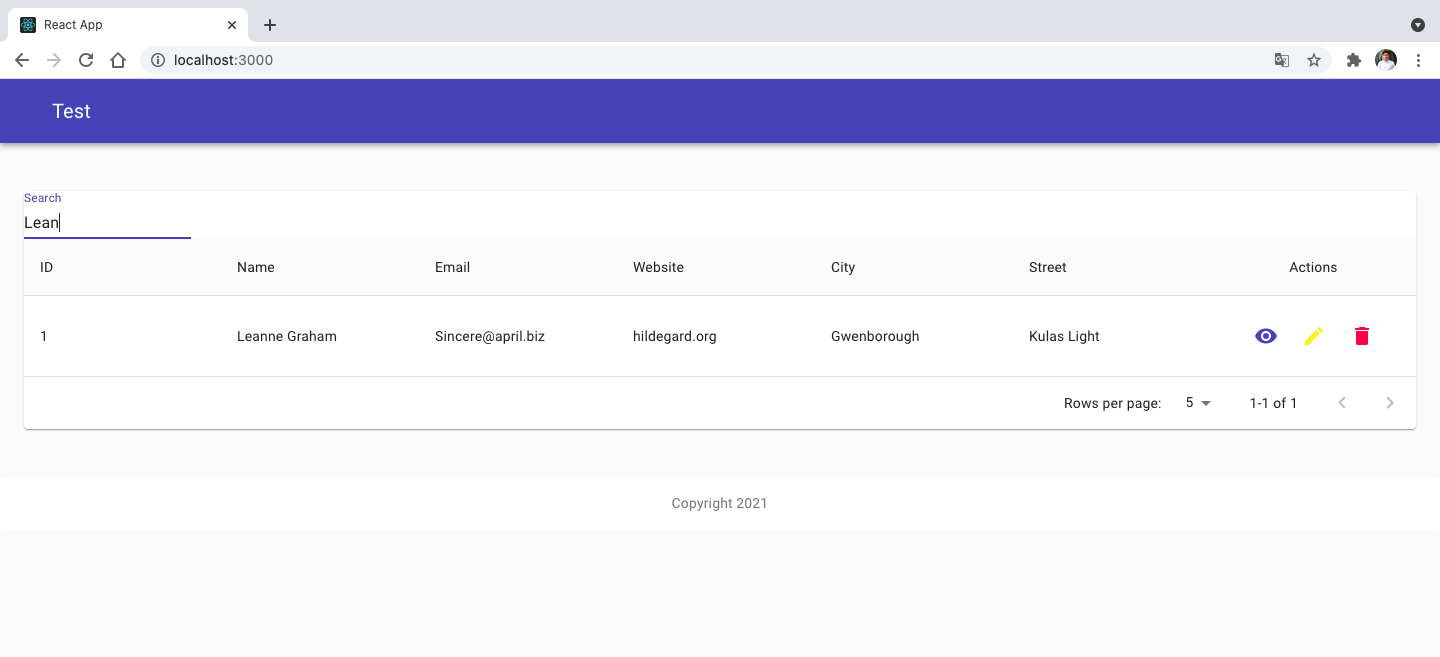 React App
localhost:3000
Test
Search
Lean
ID Name Email Website City Street Actions
1 Leanne Graham Sincere@april.biz hildegard.org Gwenborough Kulas Light
Rows per page: 5 1-1 of 1
Copyright 2021